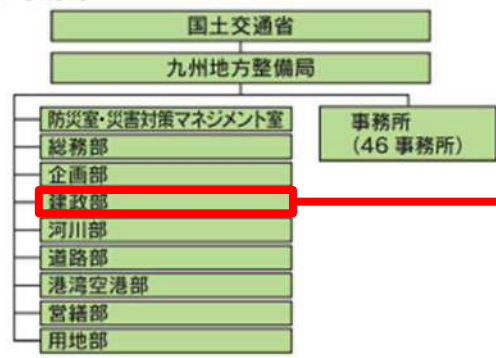 国土交通省
九州地方整備局
防災室・災害対策マネジメント室
総務部
企画部
建政部
河川部
道路部
港湾空港部
営繕部
用地部
事務所
（46 事務所）